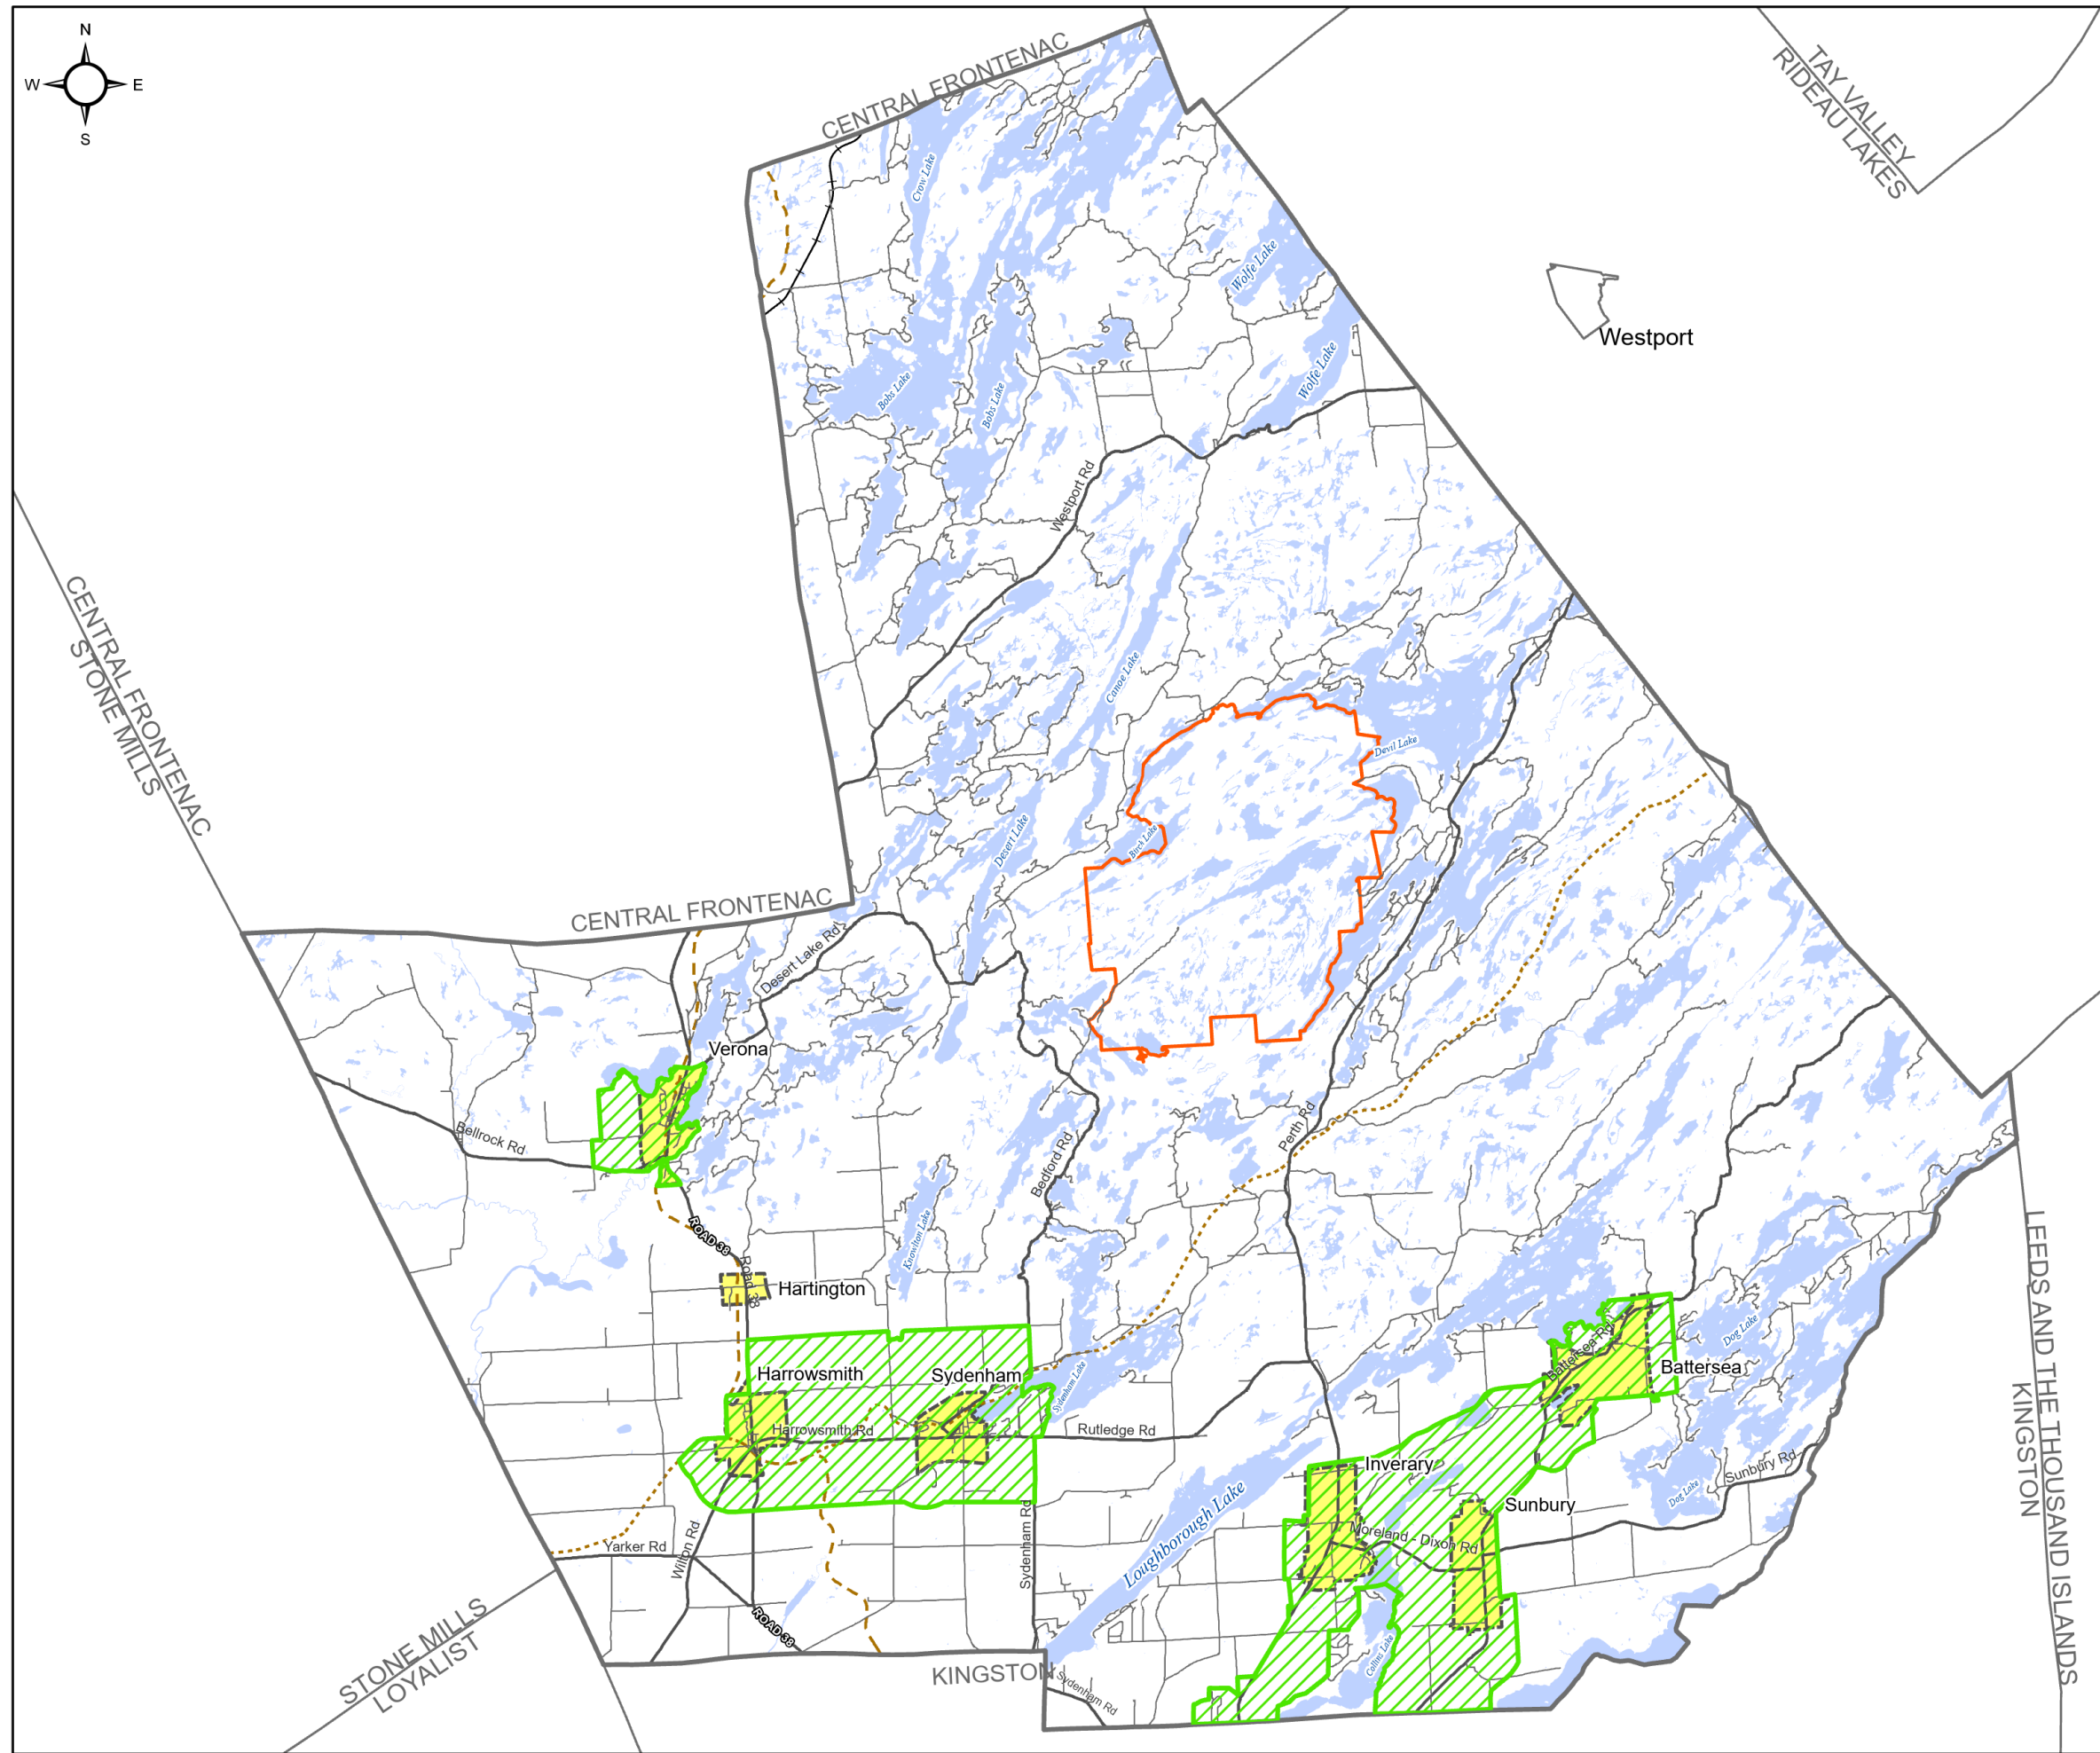 N
W E
S
CENTRAL FRONTENAC
TAY VALLEY
RIDEAU LAKES
Crow Lake
Wolfe Lake
Westport
Wolfe Lake
Bobs Lake
Bobs Lake
Westport Rd
CENTRAL FRONTENAC
STONE MILLS
Canoe Lake
Devil Lake
Desert Lake
Birch Lake
CENTRAL FRONTENAC
Desert Lake Rd
Verona
Bellrock Rd
Perth Rd
Bedford Rd
Knowlton Lake
ROAD 38
Road 38
Hartington
LEEDS AND THE THOUSAND ISLANDS
KINGSTON
Dog Lake
Battersea Rd
Battersea
Harrowsmith
Sydenham
Sydenham Lake
Harrowsmith Rd
Rutledge Rd
Inverary
Sunbury Rd
Dog Lake
Sunbury
Loughborough Lake
Moreland - Dixon Rd
Yarker Rd
Wilton Rd
Sydenham Rd
ROAD 38
STONE MILLS
LOYALIST
Collins Lake
KINGSTON
Sydenham Rd